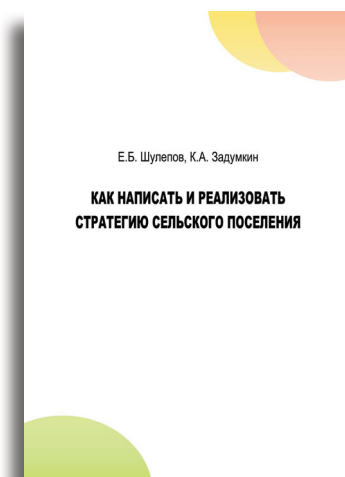 Е.Б. Шулепов, К.А. Задумкин
КАК НАПИСАТЬ И РЕАЛИЗОВАТЬ
СТРАТЕГИЮ СЕЛЬСКОГО ПОСЕЛЕНИЯ